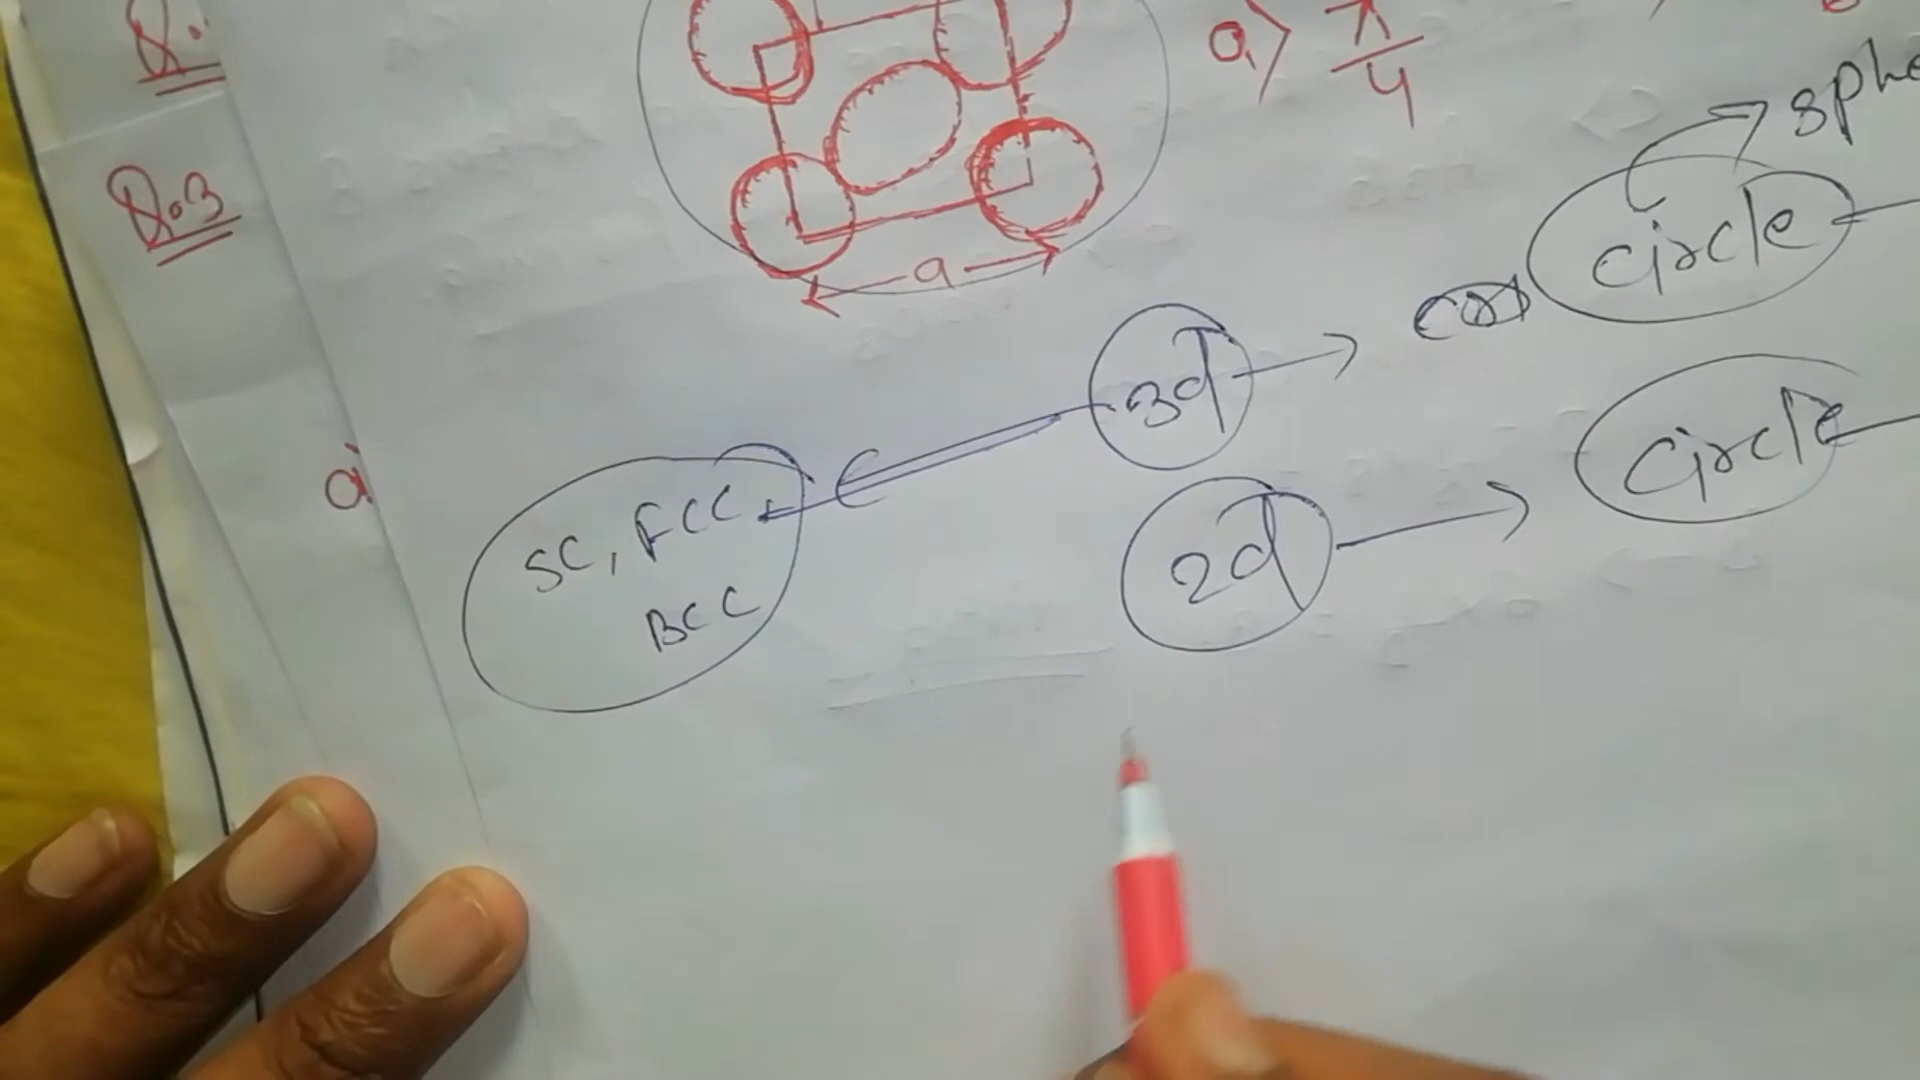 Q.
a) π/4
Q.3
sphe
circle
a
3d
circle
a)
SC, FCC,
BCC
2d